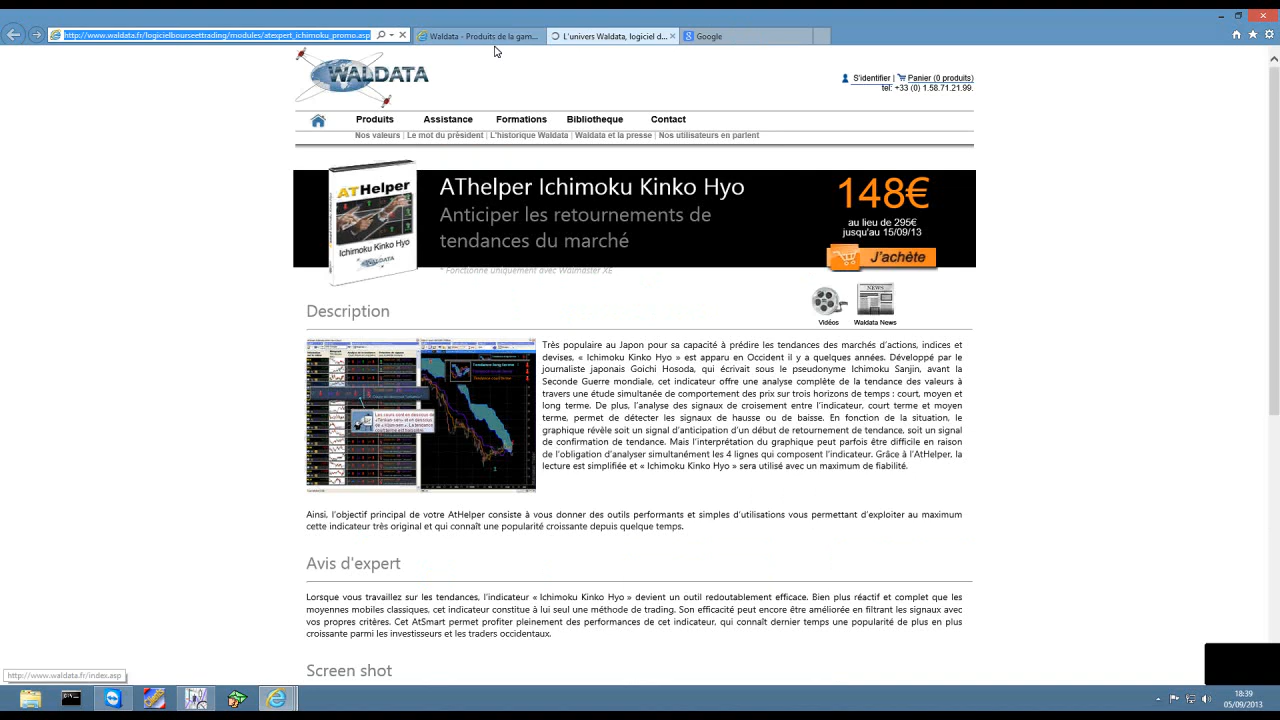 http://www.waldata.fr/logicielbourseettrading/modules/atexpert_ichimoku_promo.asp
Waldata - Produits de la gam...
L'univers Waldata, logiciel d...
Google
WALDATA
S'identifier | Panier (0 produits)
tel: +33 (0) 1.58.71.21.99.
Produits Assistance Formations Bibliotheque Contact
Nos valeurs | Le mot du président | L'historique Waldata | Waldata et la presse | Nos utilisateurs en parlent
ATHelper
Ichimoku Kinko Hyo
WALDATA
AThelper Ichimoku Kinko Hyo
Anticiper les retournements de
tendances du marché
* Fonctionne uniquement avec Walmaster XE
148€
au lieu de 295€
jusqu'au 15/09/13
J'achète
NEWS
Vidéos
Waldata News
Description
Très populaire au Japon pour sa capacité à prédire les tendances des marchés d'actions, indices et
devises, « Ichimoku Kinko Hyo » est apparu en Occident il y a quelques années. Développé par le
journaliste japonais Goichi Hosoda, qui écrivait sous le pseudonyme Ichimoku Sanjin, avant la
Seconde Guerre mondiale, cet indicateur offre une analyse complète de la tendance des valeurs à
travers une étude simultanée de comportement des prix sur trois horizons de temps : court, moyen et
long terme. De plus, l'analyse des signaux de croisement entre l'indicateur, court terme et moyen
terme, permet de détecter les signaux de hausse ou de baisse. En fonction de la situation, le
graphique révèle soit un signal d'anticipation d'un début de retournement de tendance, soit un signal
de confirmation de tendance. Mais l'interprétation du graphique peut parfois être difficile en raison
de l'obligation d'analyser simultanément les 4 lignes qui composent l'indicateur. Grâce à l'AtHelper, la
lecture est simplifiée et « Ichimoku Kinko Hyo » sera utilisé avec un maximum de fiabilité.
Ainsi, l'objectif principal de votre AtHelper consiste à vous donner des outils performants et simples d'utilisations vous permettant d'exploiter au maximum
cette indicateur très original et qui connaît une popularité croissante depuis quelque temps.
Avis d'expert
Lorsque vous travaillez sur les tendances, l'indicateur « Ichimoku Kinko Hyo » devient un outil redoutablement efficace. Bien plus réactif et complet que les
moyennes mobiles classiques, cet indicateur constitue à lui seul une méthode de trading. Son efficacité peut encore être améliorée en filtrant les signaux avec
vos propres critères. Cet AtSmart permet profiter pleinement des performances de cet indicateur, qui connaît dernier temps une popularité de plus en plus
croissante parmi les investisseurs et les traders occidentaux.
Screen shot
http://www.waldata.fr/index.asp
18:39
05/09/2013